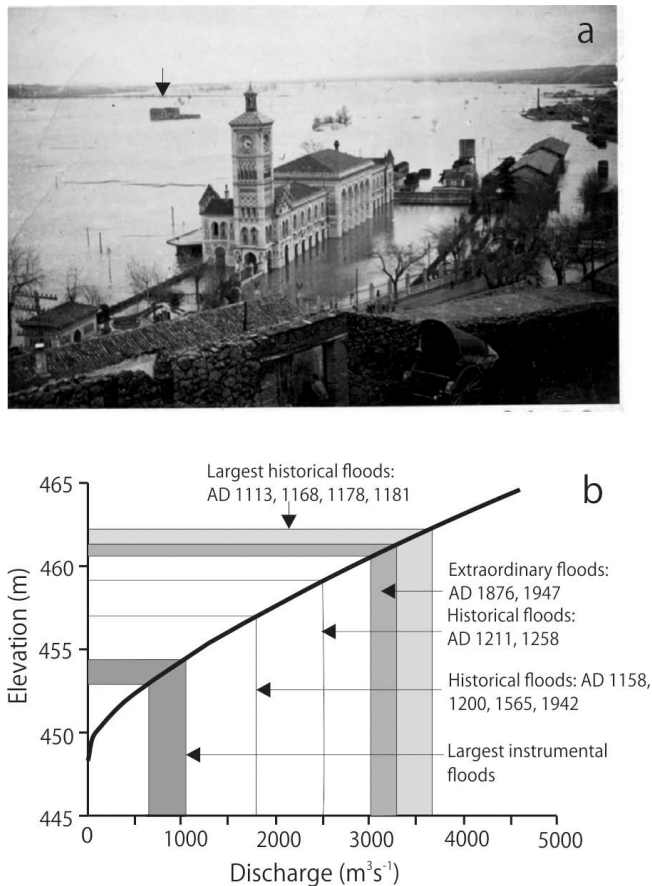 a
b
Largest historical floods:
AD 1113, 1168, 1178, 1181
465
460
455
450
445
Elevation (m)
Extraordinary floods:
AD 1876, 1947
Historical floods:
AD 1211, 1258
Historical floods: AD 1158,
1200, 1565, 1942
Largest instrumental
floods
0
1000
2000
3000
4000
5000
Discharge (m³s⁻¹)